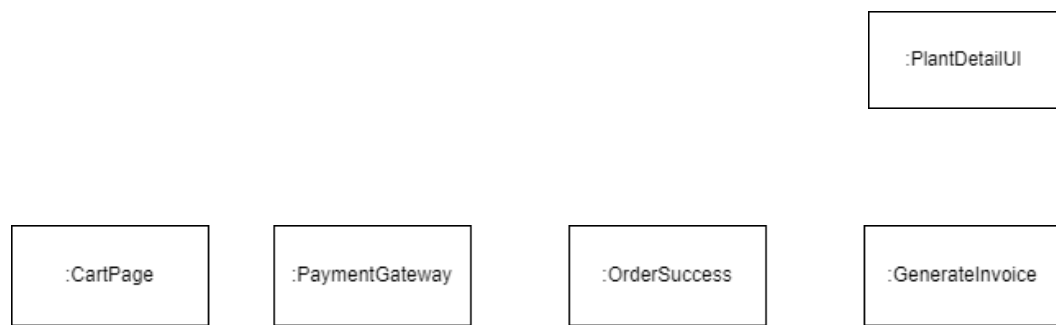 :PlantDetailUI
:CartPage
:PaymentGateway
:OrderSuccess
:GenerateInvoice